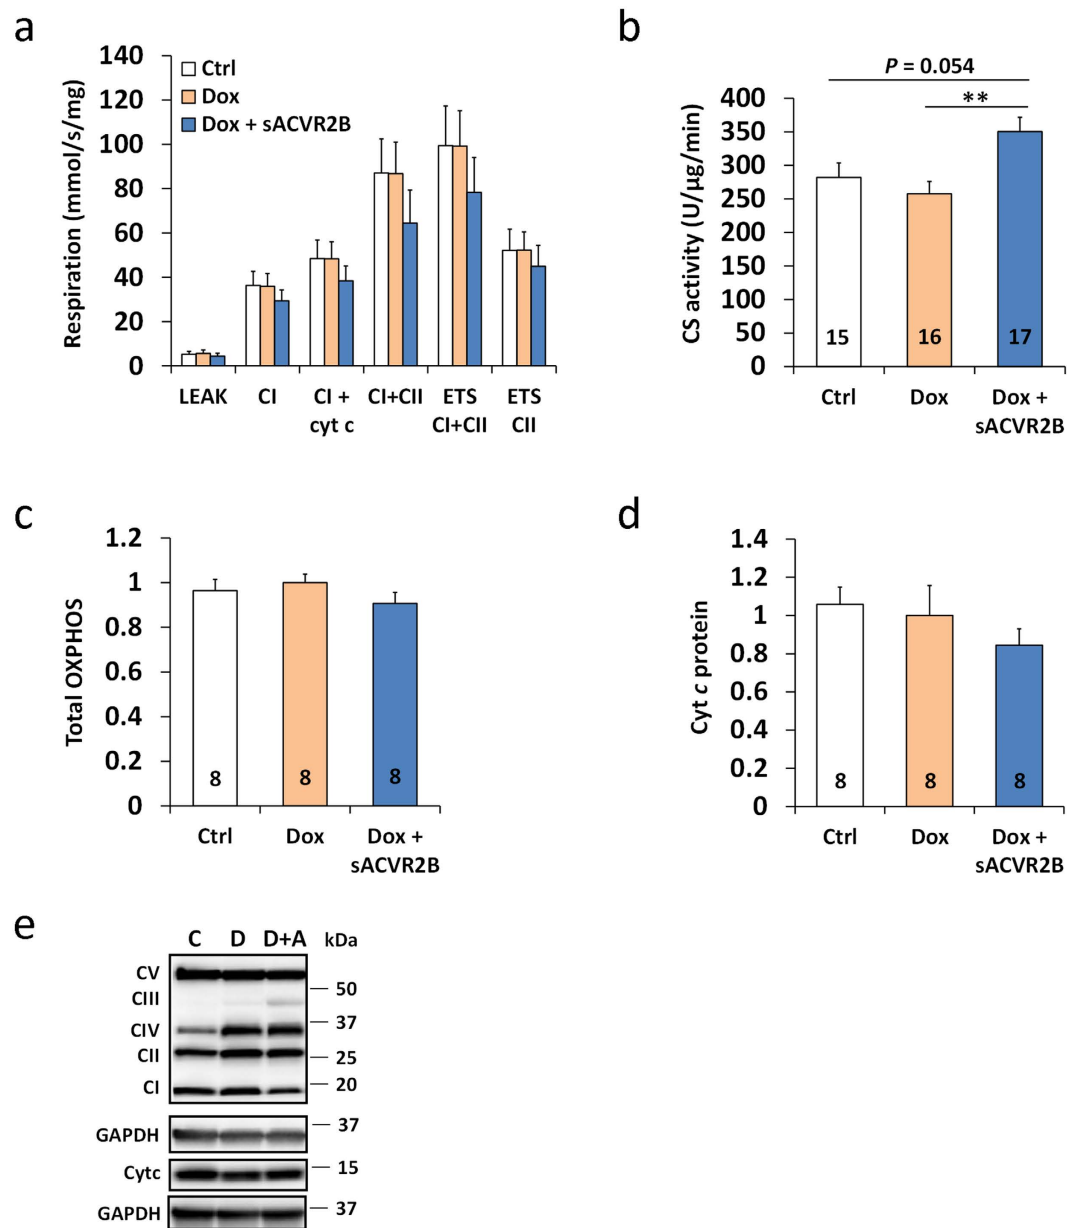 a
140
120
100
80
60
40
20
0
Respiration (mmol/s/mg)
Ctrl
Dox
Dox + sACVR2B
LEAK
CI
CI +
cyt c
CI+CII
ETS
CI+CII
ETS
CII
b
P = 0.054
**
400
350
300
250
200
150
100
50
0
CS activity (U/μg/min)
15
16
17
Ctrl
Dox
Dox +
sACVR2B
c
1.2
1
0.8
0.6
0.4
0.2
0
Total OXPHOS
8
8
8
Ctrl
Dox
Dox +
sACVR2B
d
1.4
1.2
1
0.8
0.6
0.4
0.2
0
Cyt c protein
8
8
8
Ctrl
Dox
Dox +
sACVR2B
e
C D D+A kDa
CV
50
CIII
37
CIV
CII
25
CI
20
37
GAPDH
15
Cytc
37
GAPDH